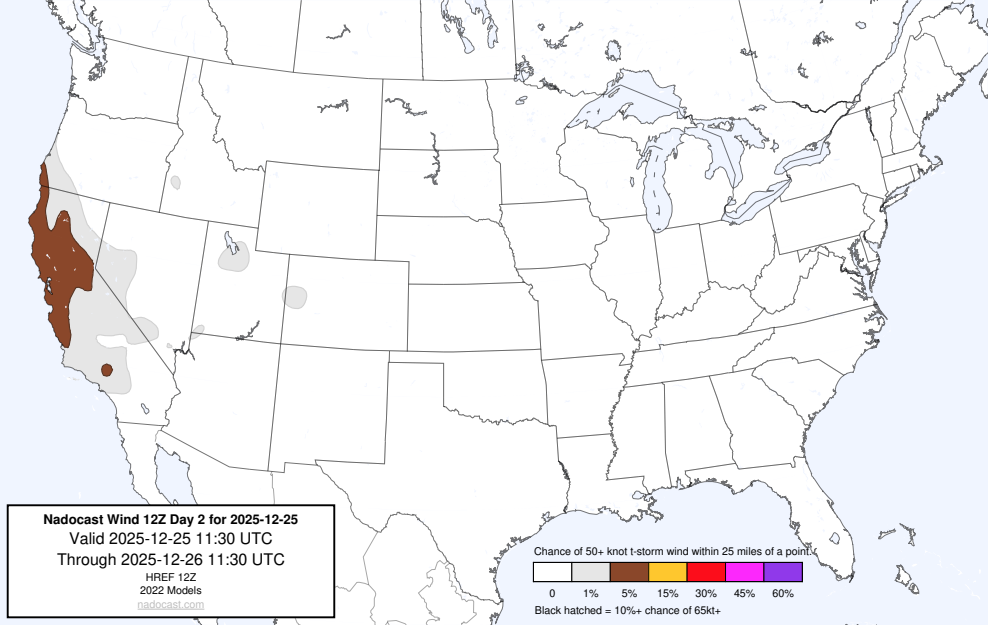 Nadocast Wind 12Z Day 2 for 2025-12-25
Valid 2025-12-25 11:30 UTC
Through 2025-12-26 11:30 UTC
HREF 12Z
2022 Models
nadocast.com
Chance of 50+ knot t-storm wind within 25 miles of a point.
0 1% 5% 15% 30% 45% 60%
Black hatched = 10%+ chance of 65kt+